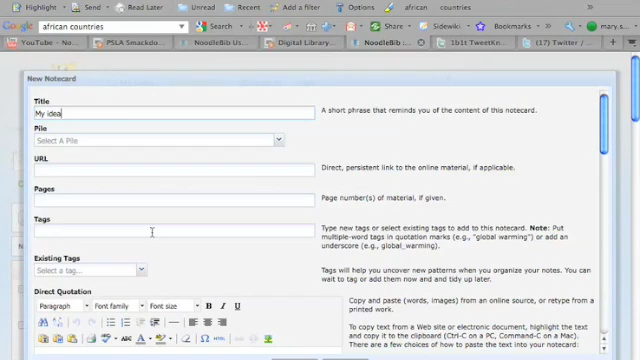 Highlight Send Later Unread Recent Add a filter Options african countries
Google african countries Search Share Sidewiki Bookmarks mary.s
YouTube - No PSLA Smackdo NoodleBib Us Digital Library NoodleBib 1b1t TweetKn (17) Twitter /
New Notecard
Title
My idea
A short phrase that reminds you of the content of this notecard.
Pile
Select A Pile
URL
Direct, persistent link to the online material, if applicable.
Pages
Page number(s) of material, if given.
Tags
Type new tags or select existing tags to add to this notecard. Note: Put
multiple-word tags in quotation marks (e.g., "global warming") or add an
underscore (e.g., global_warming).
Existing Tags
Select a tag...
Tags will help you uncover new patterns when you organize your notes. You can
wait to tag or add them now and and tidy up later.
Direct Quotation
Paragraph Font family Font size B I U
Copy and paste (words, images) from an online source, or retype from a
printed work.
To copy text from a Web site or electronic document, highlight the text
and copy it to the clipboard (Ctrl-C on a PC, Command-C on a Mac).
There are a few choices of how to paste the text into your notecard:
HTML